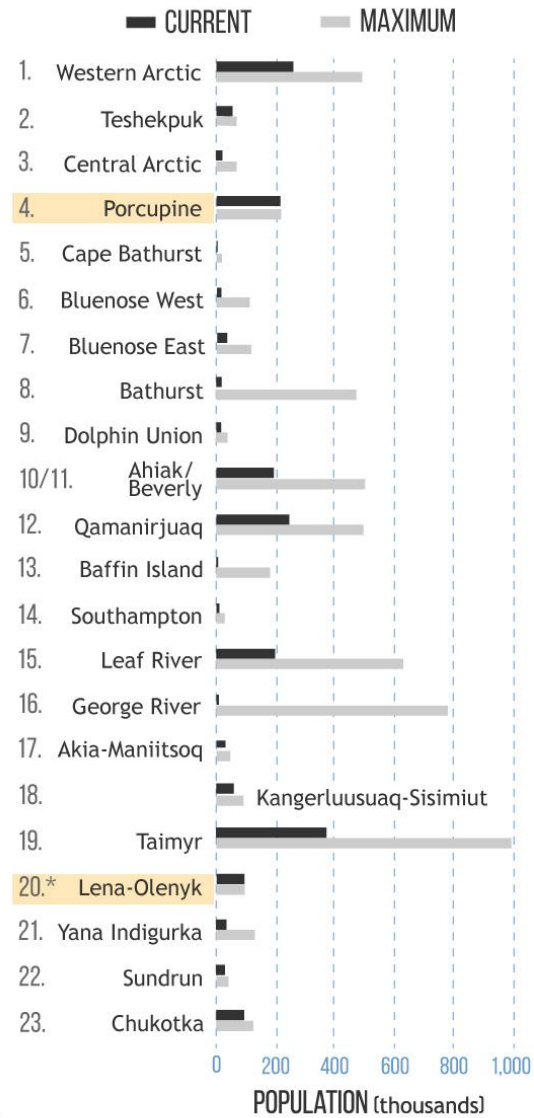 CURRENT MAXIMUM
1. Western Arctic
2. Teshekpuk
3. Central Arctic
4. Porcupine
5. Cape Bathurst
6. Bluenose West
7. Bluenose East
8. Bathurst
9. Dolphin Union
10/11. Ahiak/
Beverly
12. Qamanirjuaq
13. Baffin Island
14. Southampton
15. Leaf River
16. George River
17. Akia-Maniitsoq
18. Kangerluusuaq-Sisimiut
19. Taimyr
20.* Lena-Olenyk
21. Yana Indigurka
22. Sundrun
23. Chukotka
0 200 400 600 800 1,000
POPULATION (thousands)